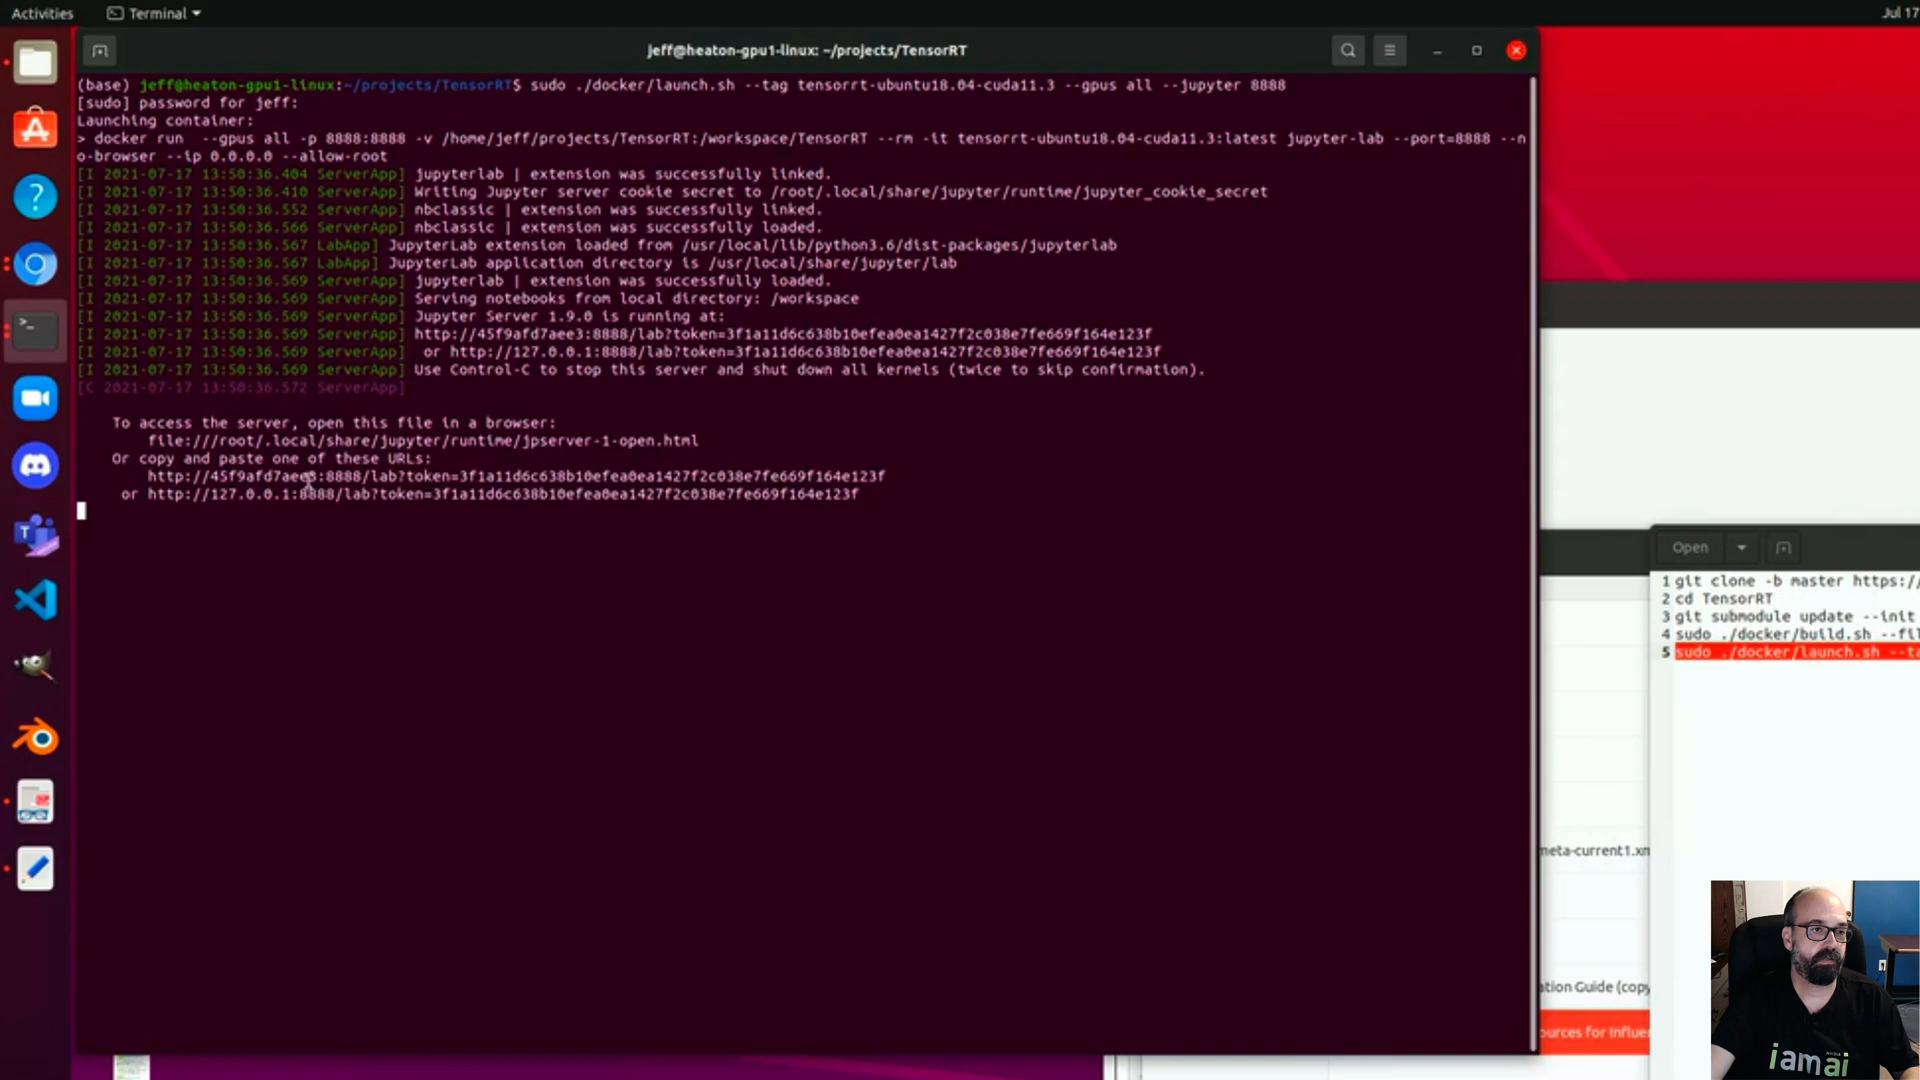 Activities
Terminal
Jul 17
jeff@heaton-gpu1-linux: ~/projects/TensorRT
(base) jeff@heaton-gpu1-linux:~/projects/TensorRT$ sudo ./docker/launch.sh --tag tensorrt-ubuntu18.04-cuda11.3 --gpus all --jupyter 8888
[sudo] password for jeff:
Launching container:
> docker run  --gpus all -p 8888:8888 -v /home/jeff/projects/TensorRT:/workspace/TensorRT --rm -it tensorrt-ubuntu18.04-cuda11.3:latest jupyter-lab --port=8888 --n
o-browser --ip 0.0.0.0 --allow-root
[I 2021-07-17 13:50:36.404 ServerApp] jupyterlab | extension was successfully linked.
[I 2021-07-17 13:50:36.410 ServerApp] Writing Jupyter server cookie secret to /root/.local/share/jupyter/runtime/jupyter_cookie_secret
[I 2021-07-17 13:50:36.552 ServerApp] nbclassic | extension was successfully linked.
[I 2021-07-17 13:50:36.566 ServerApp] nbclassic | extension was successfully loaded.
[I 2021-07-17 13:50:36.567 LabApp] JupyterLab extension loaded from /usr/local/lib/python3.6/dist-packages/jupyterlab
[I 2021-07-17 13:50:36.567 LabApp] JupyterLab application directory is /usr/local/share/jupyter/lab
[I 2021-07-17 13:50:36.569 ServerApp] jupyterlab | extension was successfully loaded.
[I 2021-07-17 13:50:36.569 ServerApp] Serving notebooks from local directory: /workspace
[I 2021-07-17 13:50:36.569 ServerApp] Jupyter Server 1.9.0 is running at:
[I 2021-07-17 13:50:36.569 ServerApp] http://45f9afd7aee3:8888/lab?token=3f1a11d6c638b10efea0ea1427f2c038e7fe669f164e123f
[I 2021-07-17 13:50:36.569 ServerApp]  or http://127.0.0.1:8888/lab?token=3f1a11d6c638b10efea0ea1427f2c038e7fe669f164e123f
[I 2021-07-17 13:50:36.569 ServerApp] Use Control-C to stop this server and shut down all kernels (twice to skip confirmation).
[C 2021-07-17 13:50:36.572 ServerApp]
To access the server, open this file in a browser:
file:///root/.local/share/jupyter/runtime/jpserver-1-open.html
Or copy and paste one of these URLs:
http://45f9afd7aee3:8888/lab?token=3f1a11d6c638b10efea0ea1427f2c038e7fe669f164e123f
or http://127.0.0.1:8888/lab?token=3f1a11d6c638b10efea0ea1427f2c038e7fe669f164e123f
Open
1 git clone -b master https:/
2 cd TensorRT
3 git submodule update --init
4 sudo ./docker/build.sh --fil
5 sudo ./docker/launch.sh --ta
meta-current1.xm
ation Guide (copy
ources for Influe
iamai